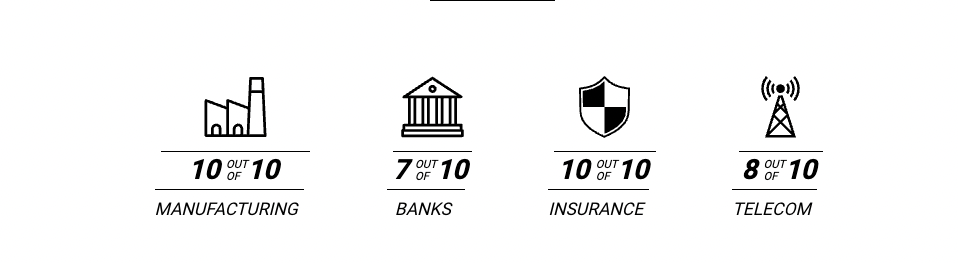 10 OUT OF 10
MANUFACTURING
7 OUT OF 10
BANKS
10 OUT OF 10
INSURANCE
8 OUT OF 10
TELECOM